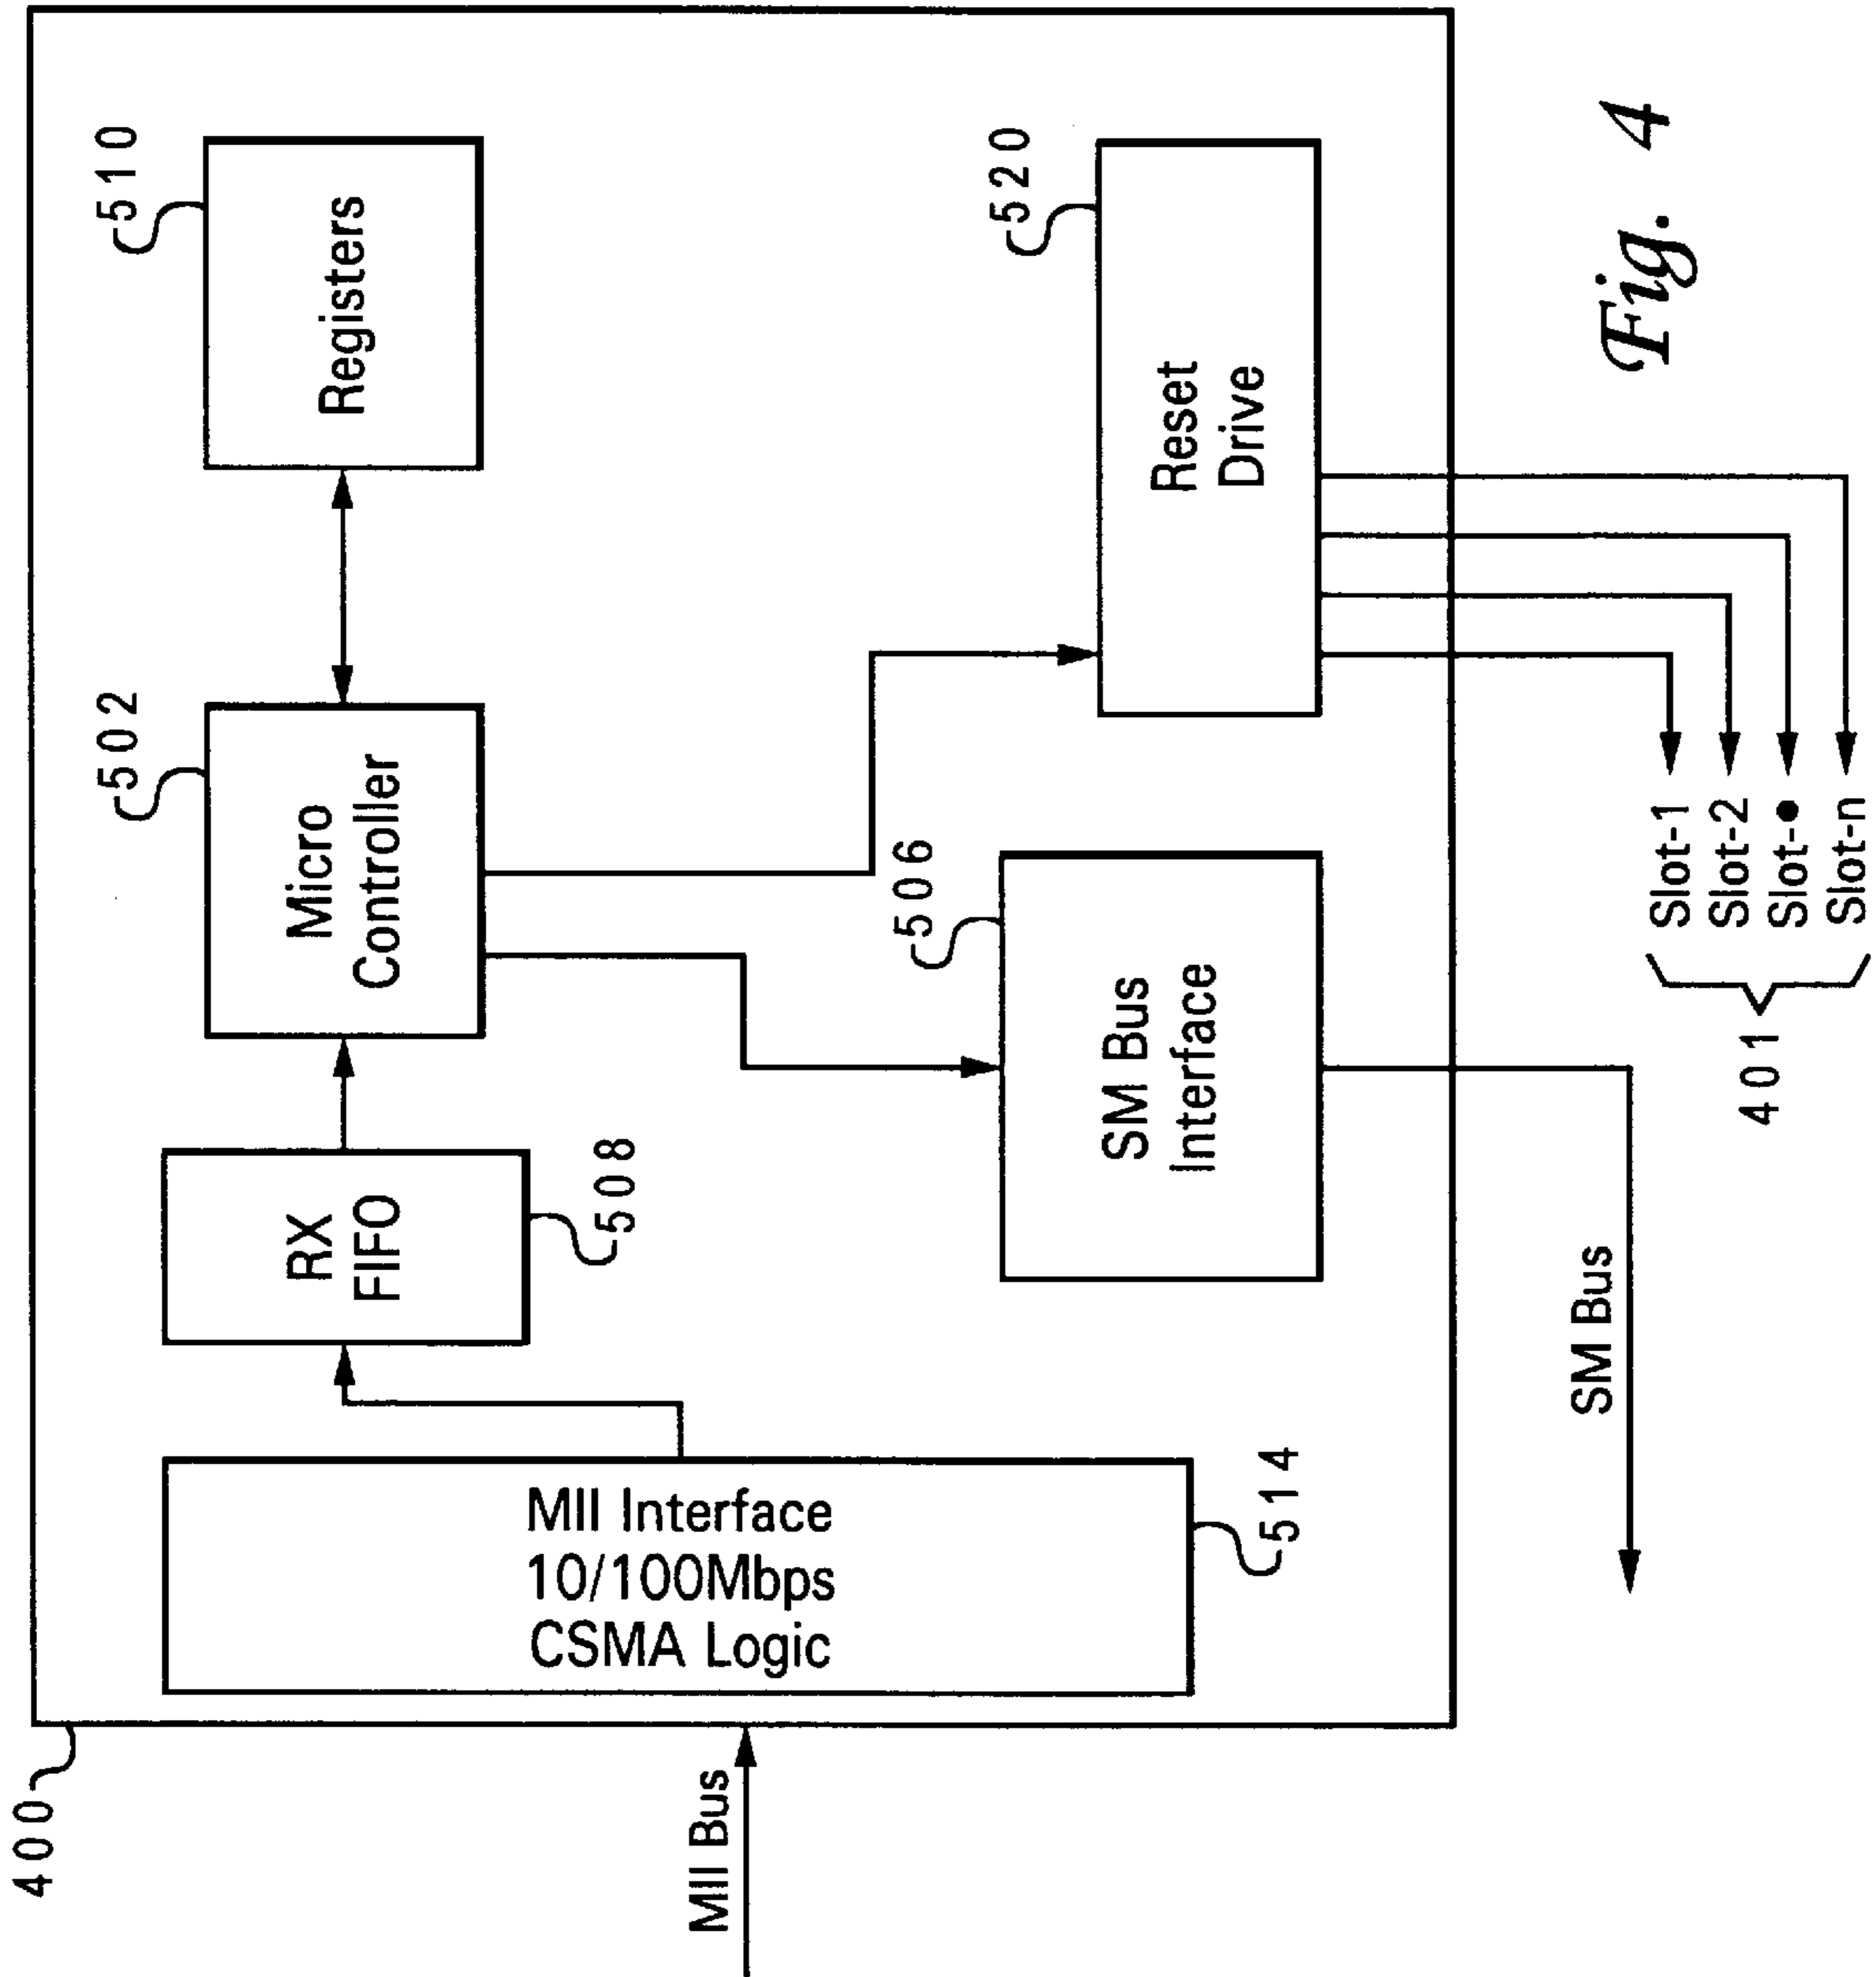 400
510
Registers
502
Micro
Controller
RX
FIFO
508
MII Interface
10/100Mbps
CSMA Logic
514
MII Bus
506
SM Bus
Interface
520
Reset
Drive
SM Bus
Slot-1
Slot-2
Slot-●
Slot-n
401
Fig. 4